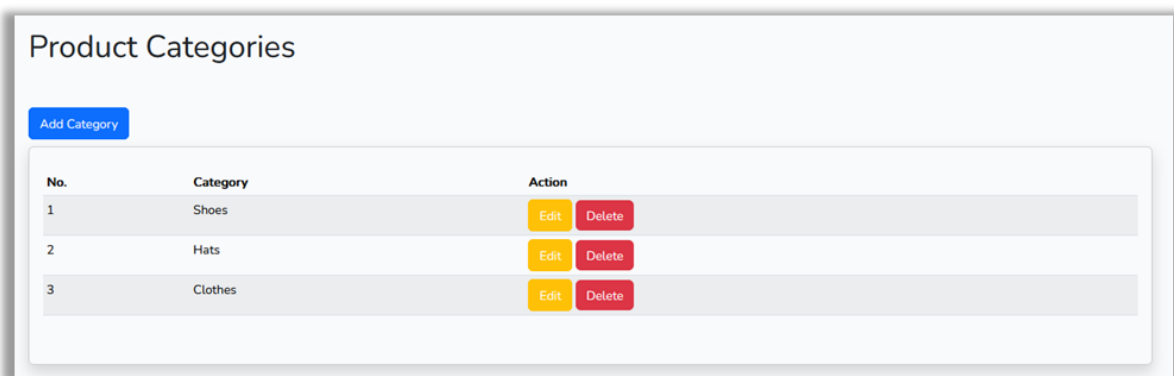 Product Categories
Add Category
No. Category Action
1 Shoes Edit Delete
2 Hats Edit Delete
3 Clothes Edit Delete